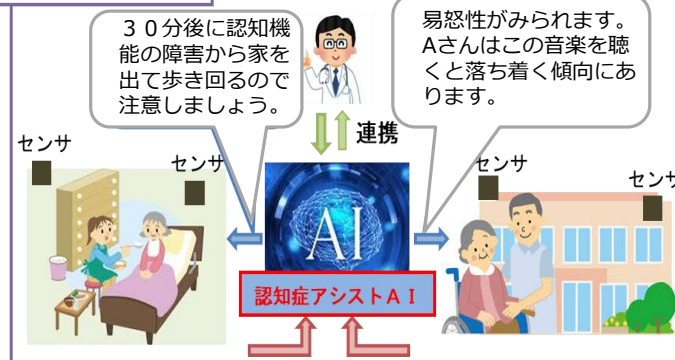 ３０分後に認知機
能の障害から家を
出て歩き回るので
注意しましょう。
易怒性がみられます。
Aさんはこの音楽を聴
くと落ち着く傾向にあ
ります。
連携
センサ
センサ
センサ
センサ
AI
認知症アシストＡＩ